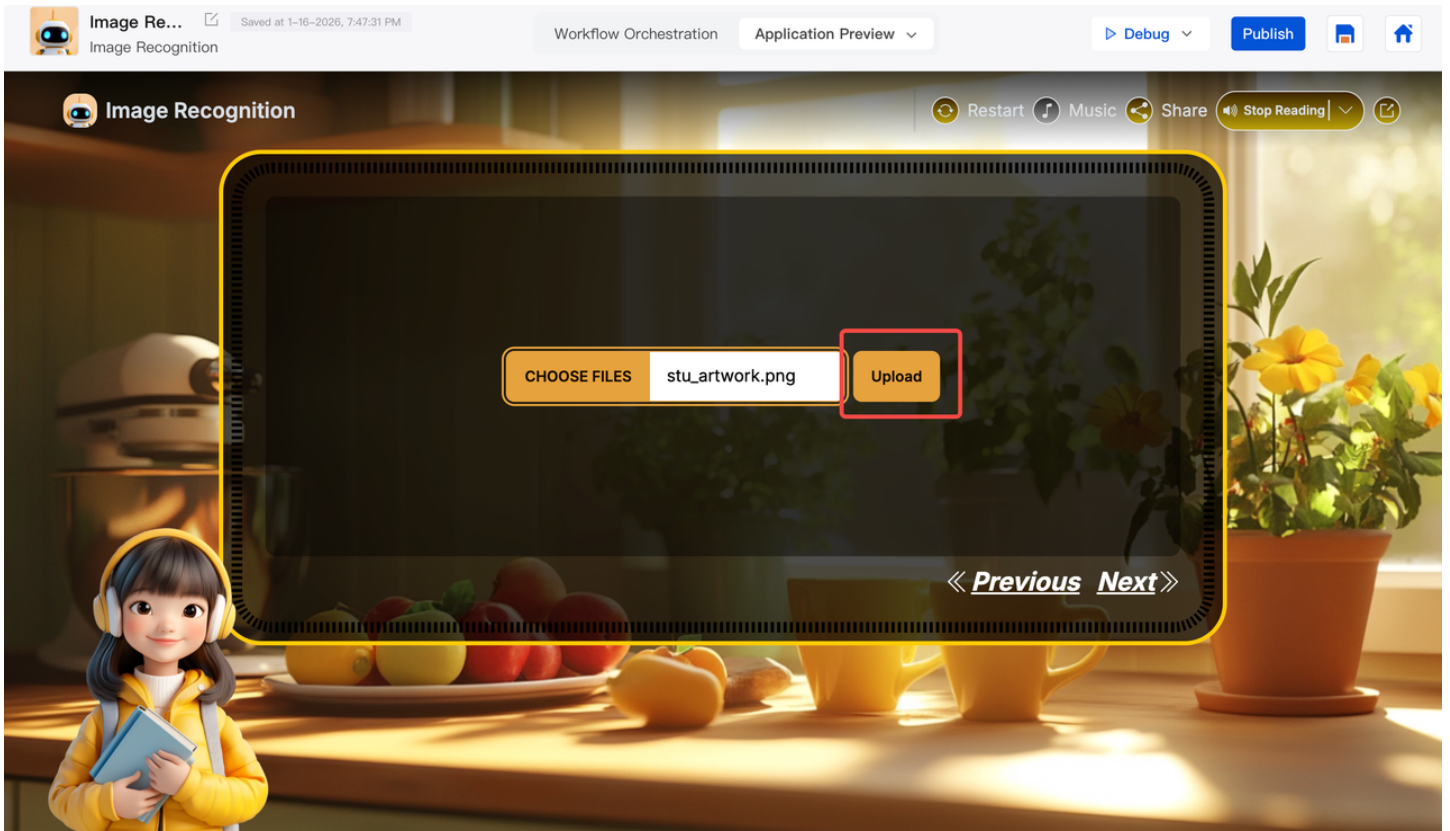 Image Re... Saved at 1-16-2026, 7:47:31 PM
Image Recognition
Workflow Orchestration Application Preview
Debug Publish
Image Recognition
Restart Music Share Stop Reading
CHOOSE FILES stu_artwork.png Upload
Previous Next